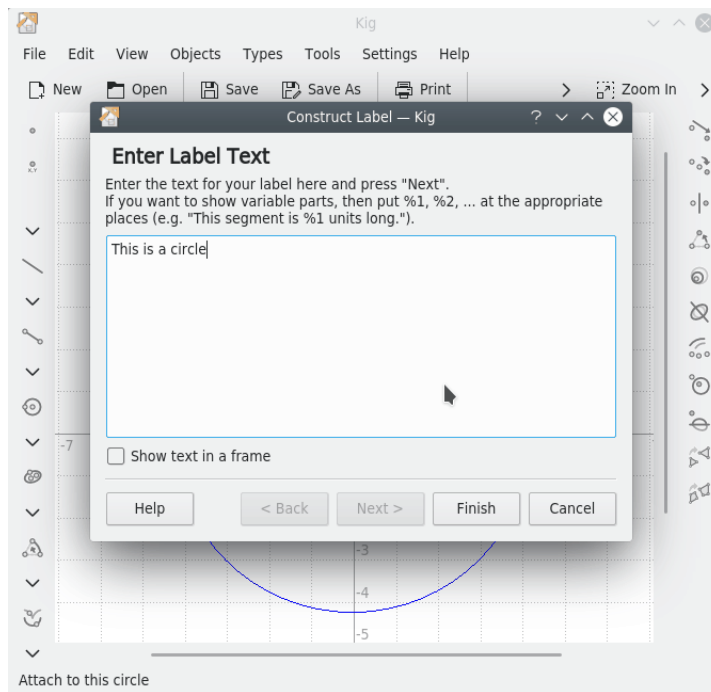 Kig
File Edit View Objects Types Tools Settings Help
New Open Save Save As Print Zoom In
Construct Label — Kig
Enter Label Text
Enter the text for your label here and press "Next".
If you want to show variable parts, then put %1, %2, ... at the appropriate
places (e.g. "This segment is %1 units long.").
This is a circle
-7
Show text in a frame
Help < Back Next > Finish Cancel
-3
-4
-5
Attach to this circle